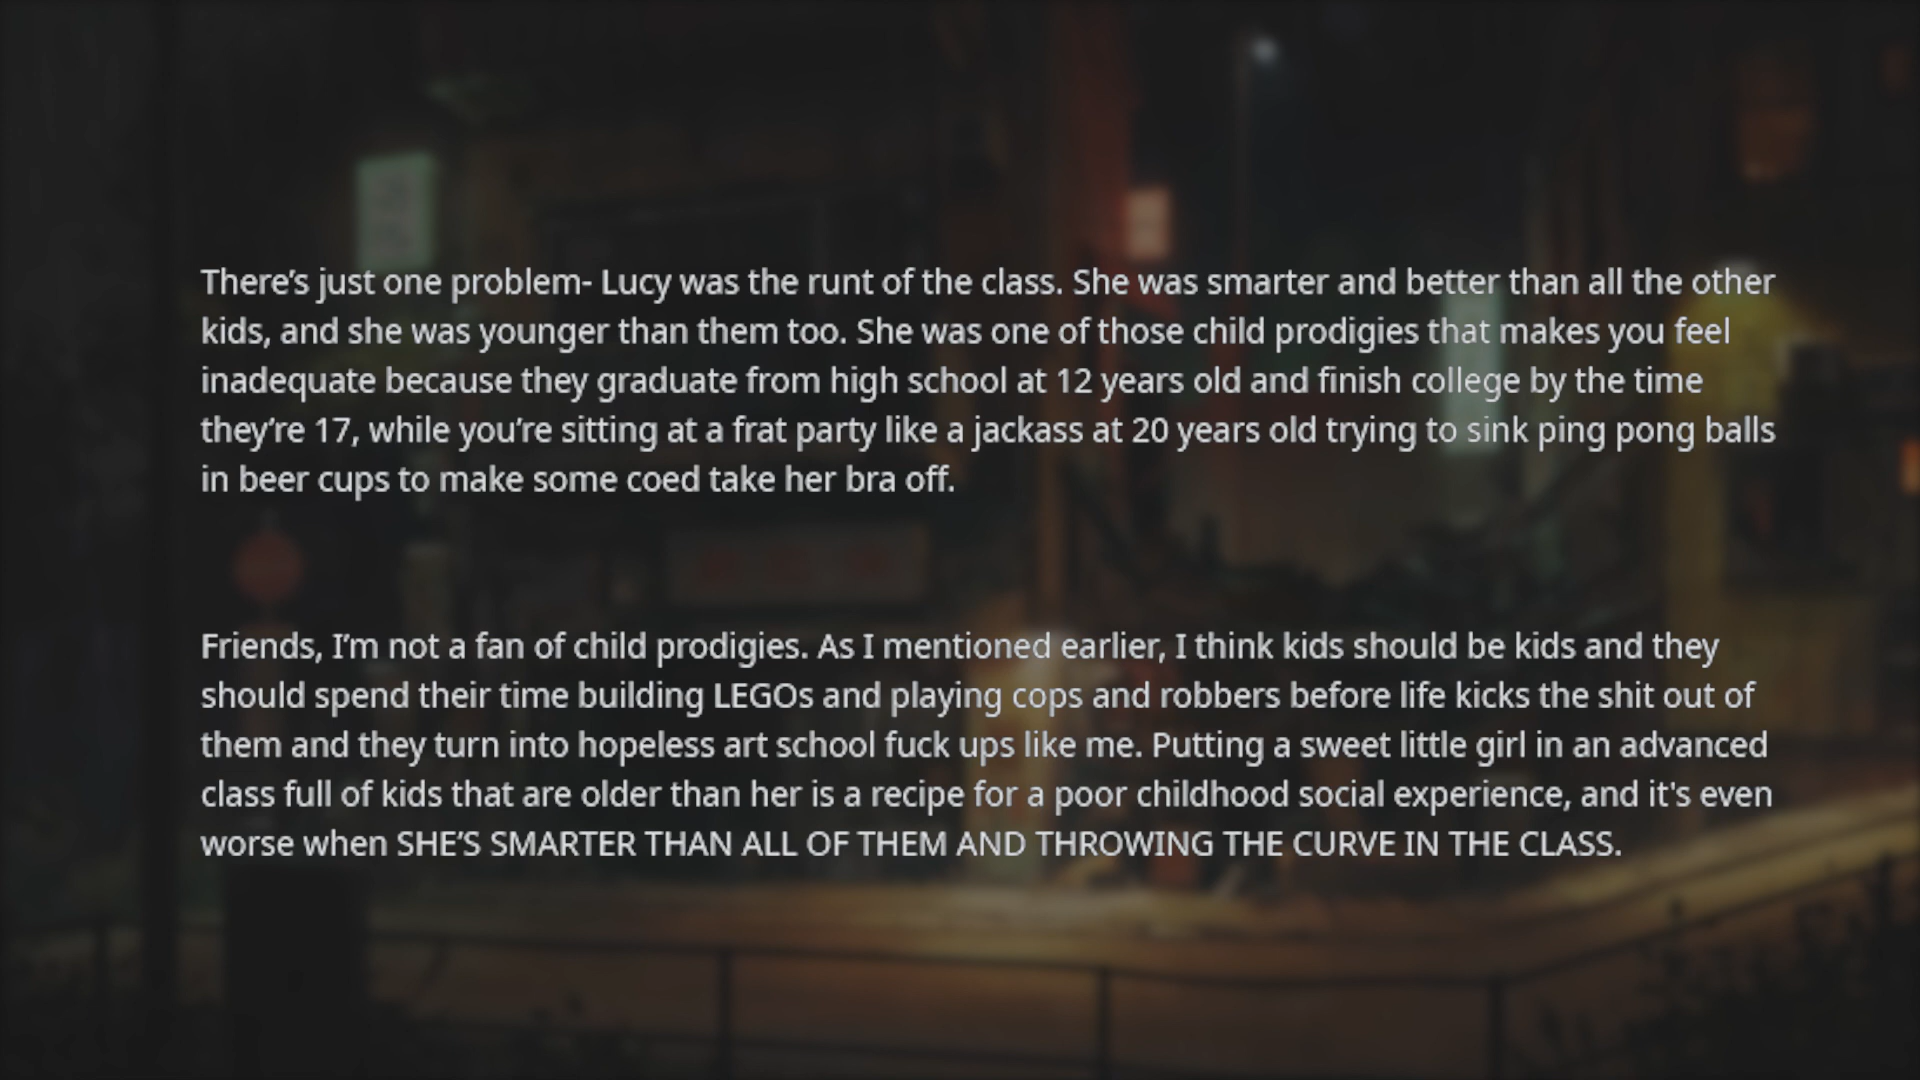 There’s just one problem- Lucy was the runt of the class. She was smarter and better than all the other
kids, and she was younger than them too. She was one of those child prodigies that makes you feel
inadequate because they graduate from high school at 12 years old and finish college by the time
they’re 17, while you’re sitting at a frat party like a jackass at 20 years old trying to sink ping pong balls
in beer cups to make some coed take her bra off.
Friends, I’m not a fan of child prodigies. As I mentioned earlier, I think kids should be kids and they
should spend their time building LEGOs and playing cops and robbers before life kicks the shit out of
them and they turn into hopeless art school fuck ups like me. Putting a sweet little girl in an advanced
class full of kids that are older than her is a recipe for a poor childhood social experience, and it's even
worse when SHE’S SMARTER THAN ALL OF THEM AND THROWING THE CURVE IN THE CLASS.